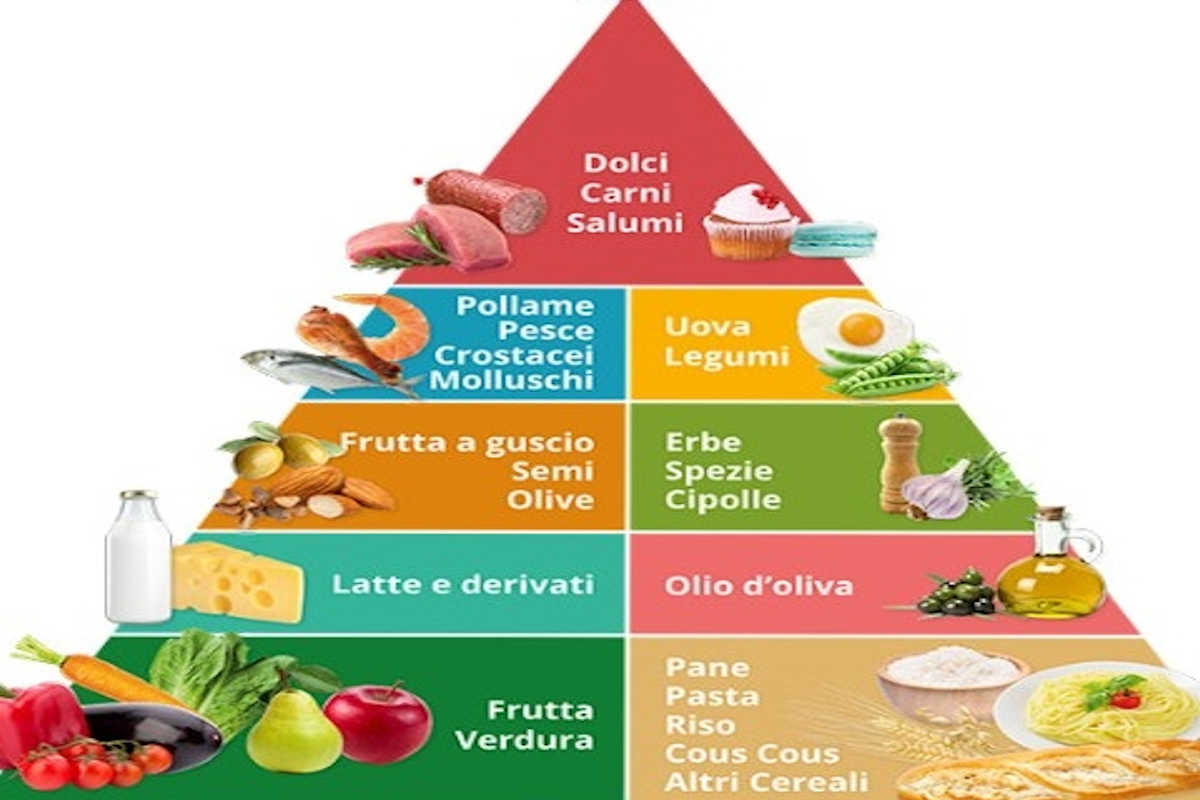 Dolci
Carni
Salumi
Pollame
Pesce
Crostacei
Molluschi
Uova
Legumi
Frutta a guscio
Semi
Olive
Erbe
Spezie
Cipolle
Latte e derivati
Olio d'oliva
Frutta
Verdura
Pane
Pasta
Riso
Cous Cous
Altri Cereali